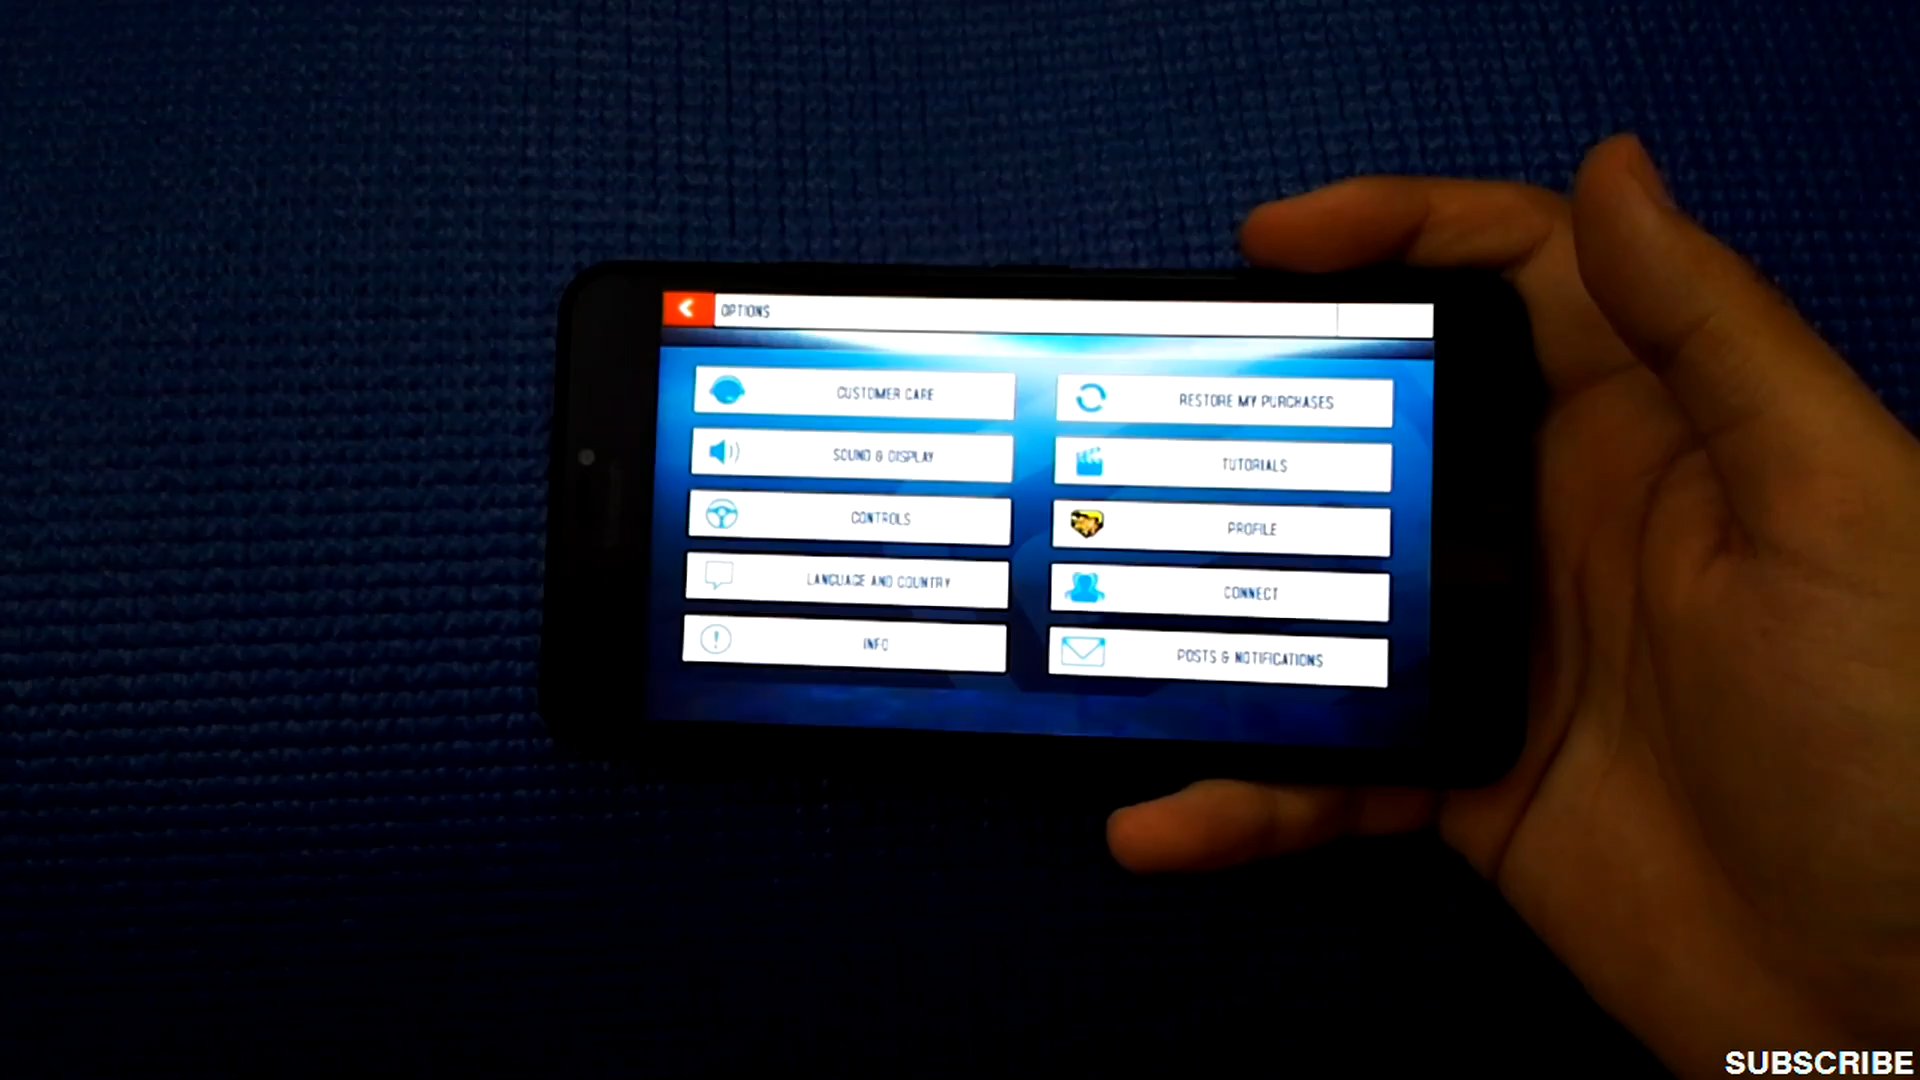 OPTIONS
CUSTOMER CARE
RESTORE MY PURCHASES
SOUND & DISPLAY
TUTORIALS
CONTROLS
PROFILE
LANGUAGE AND COUNTRY
CONNECT
INFO
POSTS & NOTIFICATIONS
SUBSCRIBE